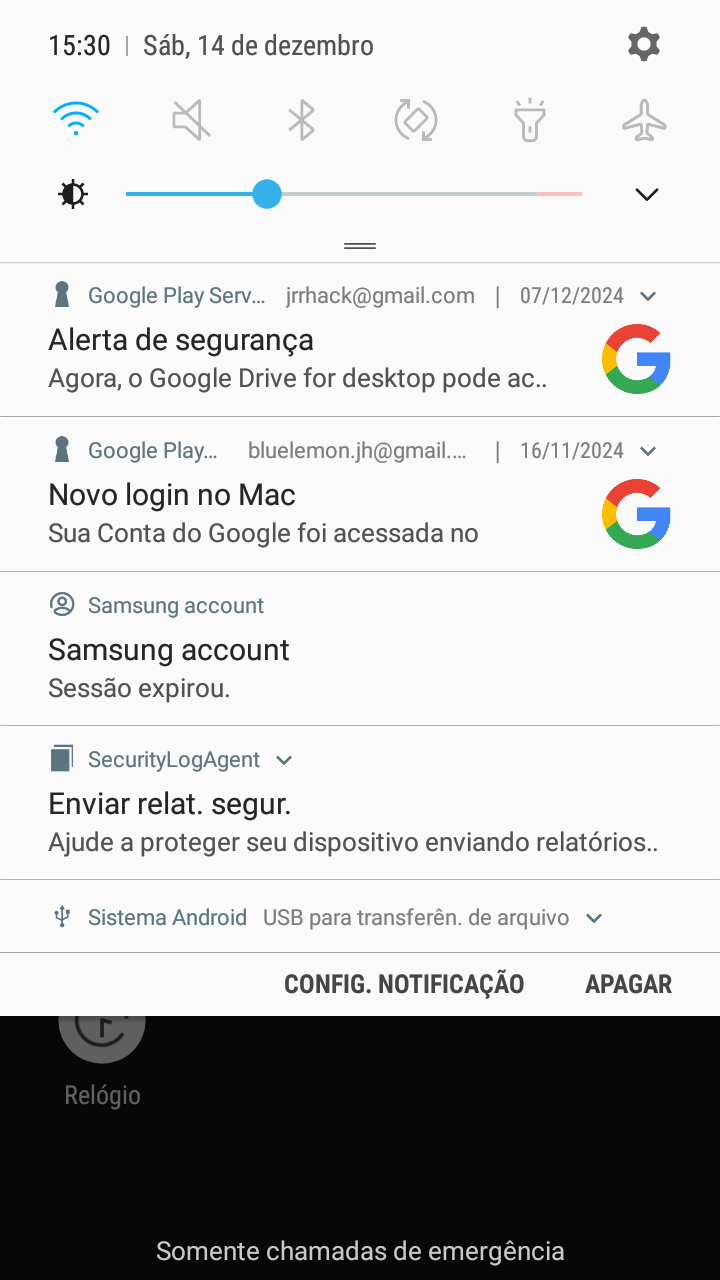 15:30 | Sáb, 14 de dezembro
Google Play Serv... jrrhack@gmail.com | 07/12/2024
Alerta de segurança
Agora, o Google Drive for desktop pode ac..
Google Play... bluelemon.jh@gmail.... | 16/11/2024
Novo login no Mac
Sua Conta do Google foi acessada no
Samsung account
Samsung account
Sessão expirou.
SecurityLogAgent
Enviar relat. segur.
Ajude a proteger seu dispositivo enviando relatórios..
Sistema Android USB para transferên. de arquivo
CONFIG. NOTIFICAÇÃO APAGAR
Relógio
Somente chamadas de emergência